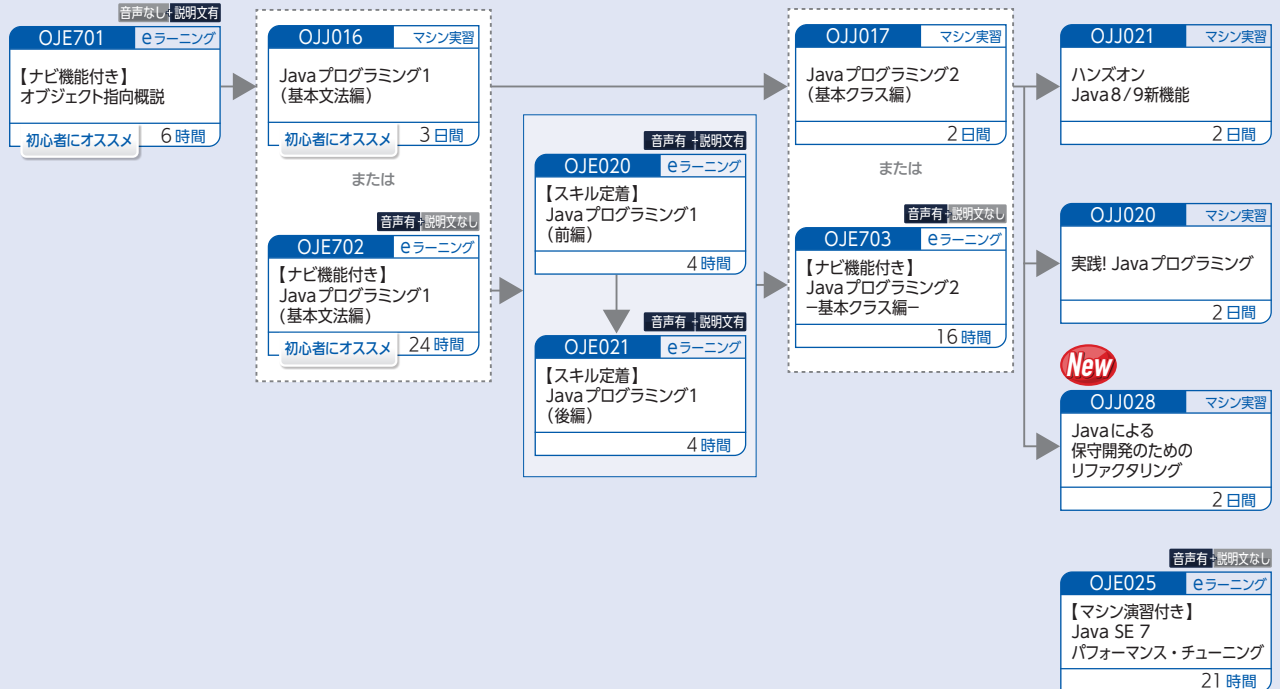 音声なし+説明文有
OJE701 eラーニング
【ナビ機能付き】
オブジェクト指向概説
初心者にオススメ 6時間
OJJ016 マシン実習
Javaプログラミング1
(基本文法編)
初心者にオススメ 3日間
または
音声有+説明文なし
OJE702 eラーニング
【ナビ機能付き】
Javaプログラミング1
(基本文法編)
初心者にオススメ 24時間
音声有+説明文有
OJE020 eラーニング
【スキル定着】
Javaプログラミング1
(前編)
4時間
音声有+説明文有
OJE021 eラーニング
【スキル定着】
Javaプログラミング1
(後編)
4時間
OJJ017 マシン実習
Javaプログラミング2
(基本クラス編)
2日間
または
音声有+説明文なし
OJE703 eラーニング
【ナビ機能付き】
Javaプログラミング2
−基本クラス編−
16時間
OJJ021 マシン実習
ハンズオン
Java8/9新機能
2日間
OJJ020 マシン実習
実践! Javaプログラミング
2日間
New
OJJ028 マシン実習
Javaによる
保守開発のための
リファクタリング
2日間
音声有+説明文なし
OJE025 eラーニング
【マシン演習付き】
Java SE 7
パフォーマンス・チューニング
21時間